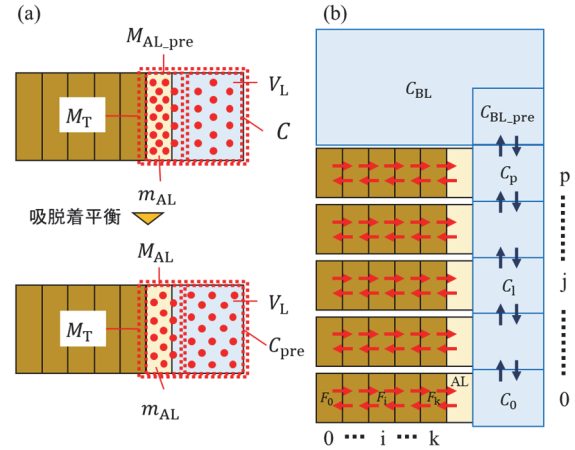 (a)
M_AL_pre
V_L
M_T
C
m_AL
吸脱着平衡
M_AL
V_L
M_T
C_pre
m_AL
(b)
C_BL
C_BL_pre
C_p
p
C_l
j
AL
F_0 F_i F_k
C_0
0
0 ··· i ··· k